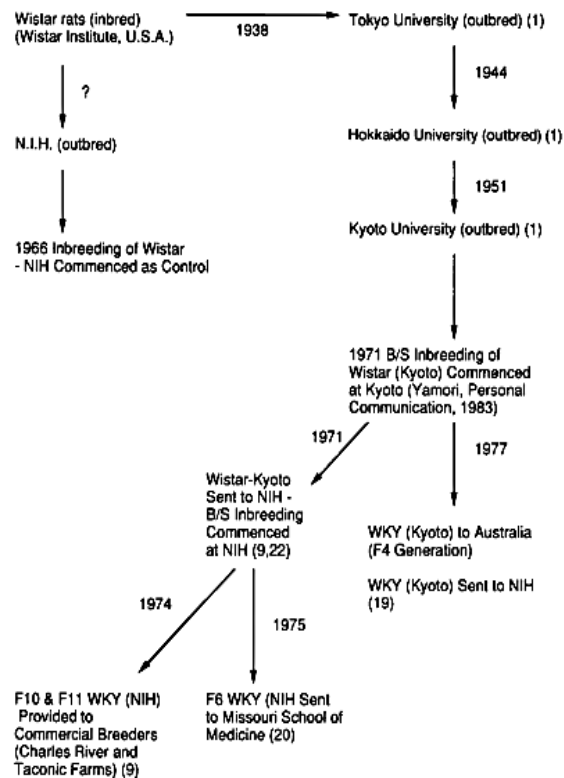 Wistar rats (inbred)
(Wistar Institute, U.S.A.)
1938
Tokyo University (outbred) (1)
?
1944
N.I.H. (outbred)
Hokkaido University (outbred) (1)
1951
1966 Inbreeding of Wistar
- NIH Commenced as Control
Kyoto University (outbred) (1)
1971 B/S Inbreeding of
Wistar (Kyoto) Commenced
at Kyoto (Yamori, Personal
Communication, 1983)
1971
1977
Wistar-Kyoto
Sent to NIH -
B/S Inbreeding
Commenced
at NIH (9,22)
WKY (Kyoto) to Australia
(F4 Generation)
WKY (Kyoto) Sent to NIH
(19)
1974
1975
F10 & F11 WKY (NIH)
Provided to
Commercial Breeders
(Charles River and
Taconic Farms) (9)
F6 WKY (NIH Sent
to Missouri School of
Medicine (20)